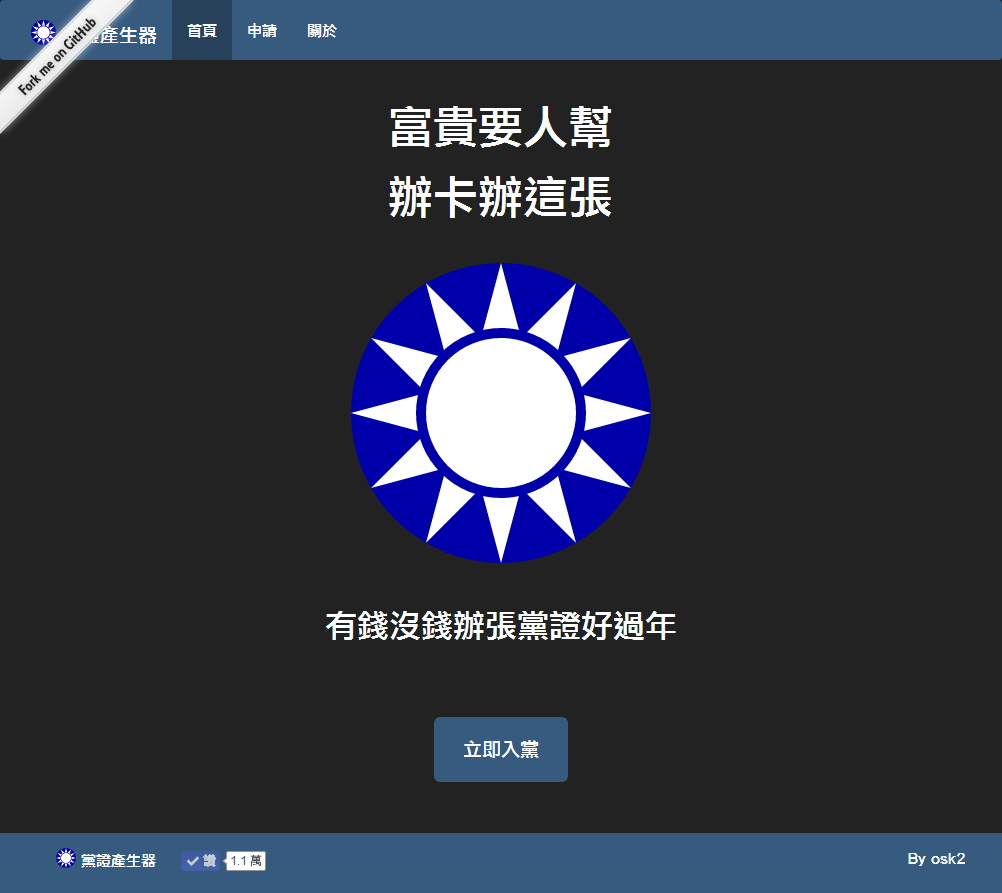 Fork me on GitHub
證產生器
首頁
申請
關於
富貴要人幫
辦卡辦這張
有錢沒錢辦張黨證好過年
立即入黨
黨證產生器
讚
1.1 萬
By osk2